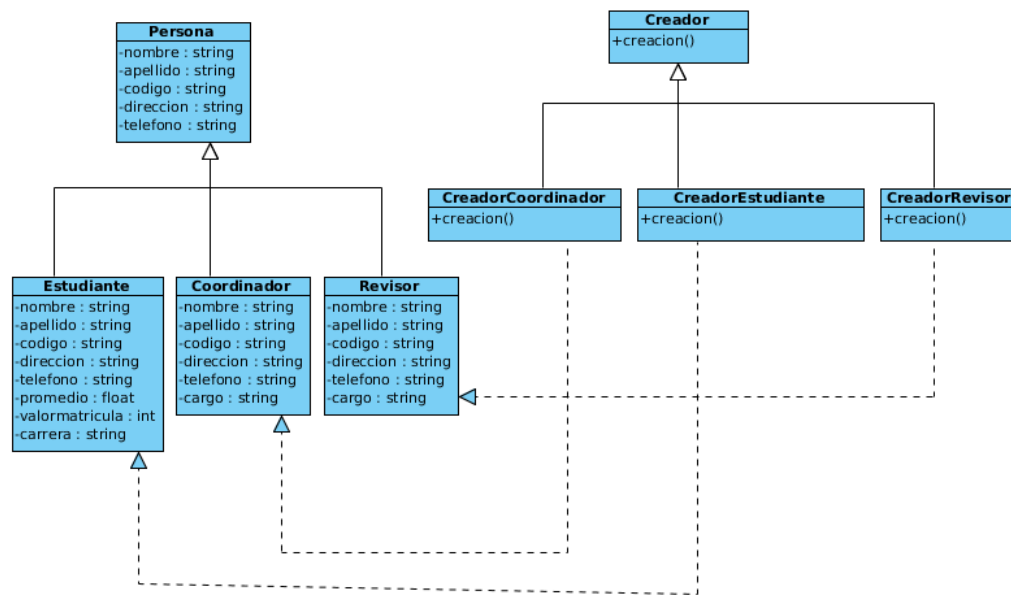 Persona
-nombre : string
-apellido : string
-codigo : string
-direccion : string
-telefono : string
Creador
+creacion()
CreadorCoordinador
+creacion()
CreadorEstudiante
+creacion()
CreadorRevisor
+creacion()
Estudiante
-nombre : string
-apellido : string
-codigo : string
-direccion : string
-telefono : string
-promedio : float
-valormatricula : int
-carrera : string
Coordinador
-nombre : string
-apellido : string
-codigo : string
-direccion : string
-telefono : string
-cargo : string
Revisor
-nombre : string
-apellido : string
-codigo : string
-direccion : string
-telefono : string
-cargo : string